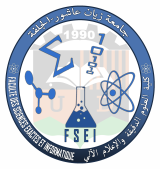 جامعة زيان عاشور-الجلفة
1990
FSEI
كلية العلوم الدقيقة والإعلام الآلي
FACULTE DES SCIENCES EXACTES ET INFORMATIQUE